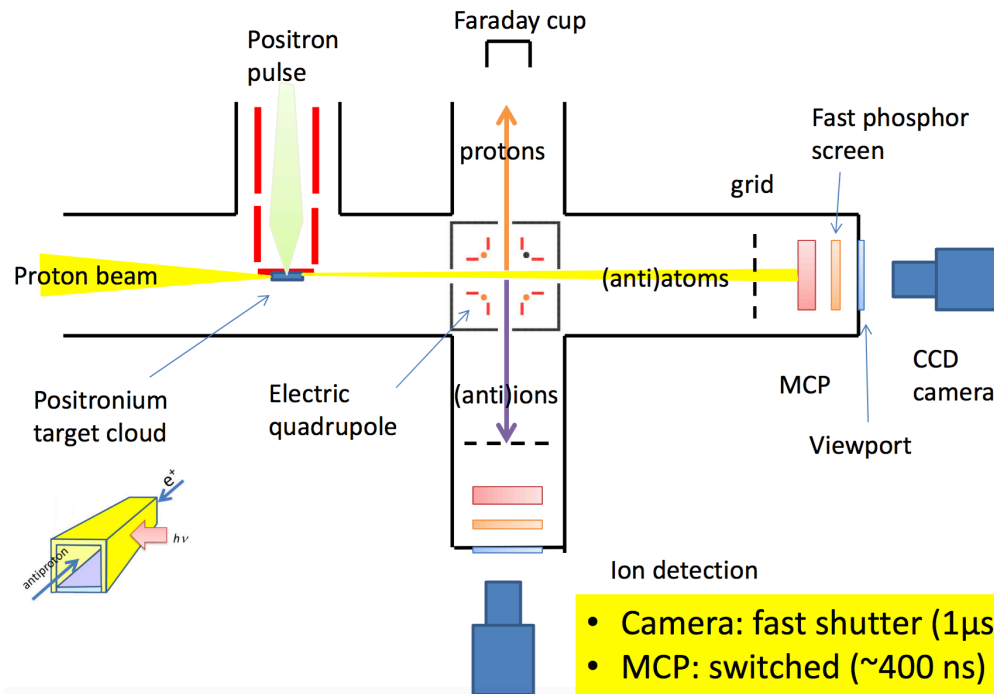 Faraday cup
Positron
pulse
Fast phosphor
screen
protons
grid
Proton beam
(anti)atoms
Positronium
target cloud
Electric
quadrupole
(anti)ions
MCP
CCD
camera
Viewport
e⁺
hν
antiproton
Ion detection
• Camera: fast shutter (1μs
• MCP: switched (~400 ns)